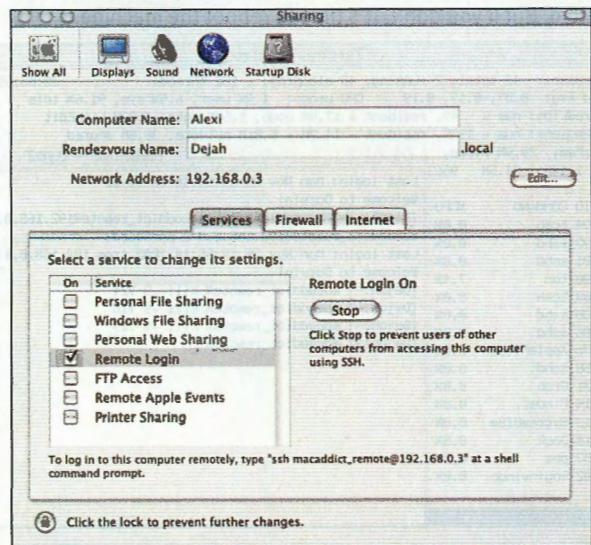 Sharing
Show All Displays Sound Network Startup Disk
Computer Name: Alexi
Rendezvous Name: Dejah .local
Network Address: 192.168.0.3 Edit...
Services Firewall Internet
Select a service to change its settings.
On Service
Personal File Sharing
Windows File Sharing
Personal Web Sharing
Remote Login
FTP Access
Remote Apple Events
Printer Sharing
Remote Login On
Stop
Click Stop to prevent users of other
computers from accessing this computer
using SSH.
To log in to this computer remotely, type "ssh macaddict_remote@192.168.0.3" at a shell
command prompt.
Click the lock to prevent further changes.